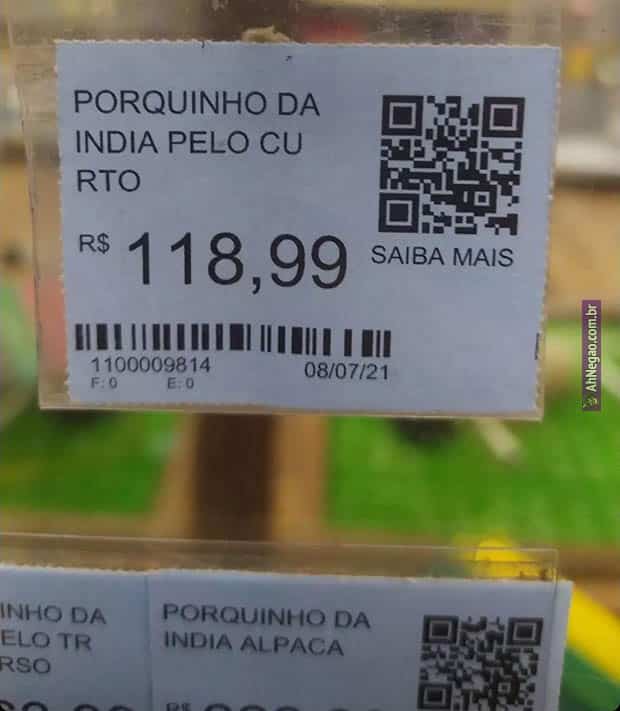 PORQUINHO DA
INDIA PELO CU
RTO
R$ 118,99
SAIBA MAIS
1100009814
08/07/21
F: 0 E: 0
AhNegao.com.br
INHO DA
ELO TR
RSO
PORQUINHO DA
INDIA ALPACA
R$